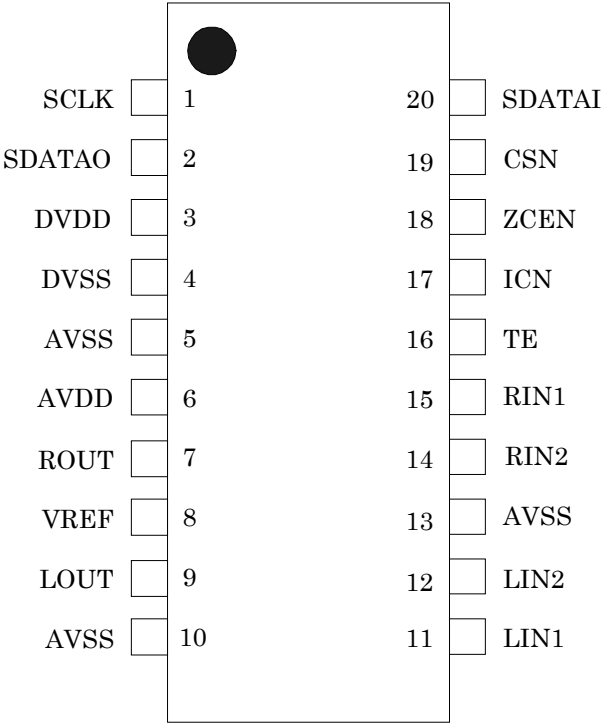 SCLK 1 20 SDATAI
SDATAO 2 19 CSN
DVDD 3 18 ZCEN
DVSS 4 17 ICN
AVSS 5 16 TE
AVDD 6 15 RIN1
ROUT 7 14 RIN2
VREF 8 13 AVSS
LOUT 9 12 LIN2
AVSS 10 11 LIN1